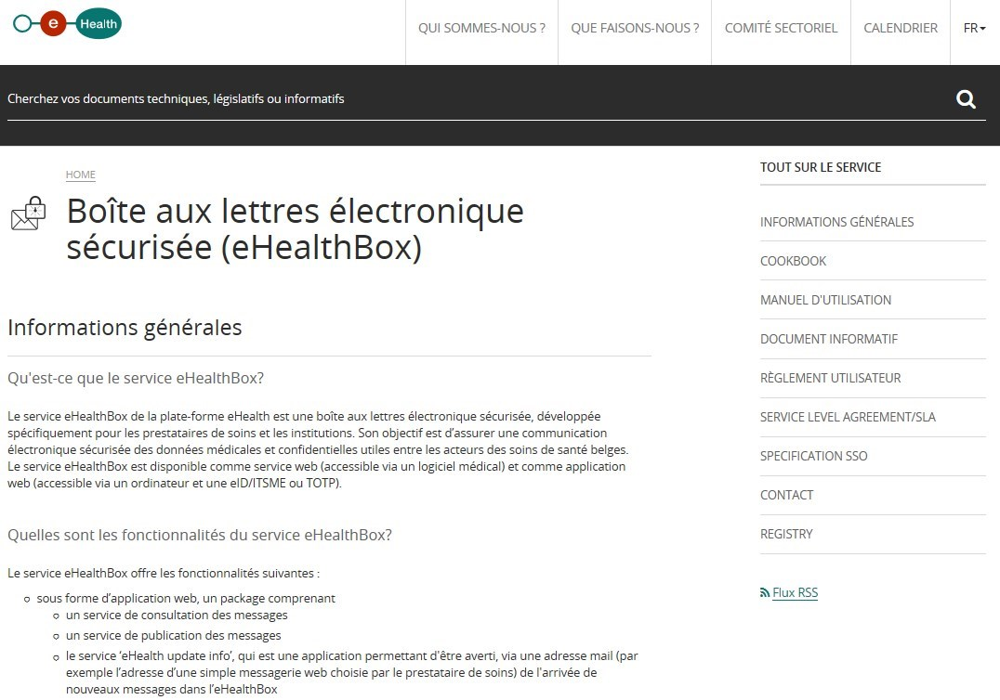 e Health
QUI SOMMES-NOUS ?
QUE FAISONS-NOUS ?
COMITÉ SECTORIEL
CALENDRIER
FR
Cherchez vos documents techniques, législatifs ou informatifs
HOME
Boîte aux lettres électronique
sécurisée (eHealthBox)
Informations générales
Qu'est-ce que le service eHealthBox?
Le service eHealthBox de la plate-forme eHealth est une boîte aux lettres électronique sécurisée, développée
spécifiquement pour les prestataires de soins et les institutions. Son objectif est d’assurer une communication
électronique sécurisée des données médicales et confidentielles utiles entre les acteurs des soins de santé belges.
Le service eHealthBox est disponible comme service web (accessible via un logiciel médical) et comme application
web (accessible via un ordinateur et une eID/ITSME ou TOTP).
Quelles sont les fonctionnalités du service eHealthBox?
Le service eHealthBox offre les fonctionnalités suivantes :
sous forme d’application web, un package comprenant
un service de consultation des messages
un service de publication des messages
le service ‘eHealth update info’, qui est une application permettant d'être averti, via une adresse mail (par
exemple l’adresse d’une simple messagerie web choisie par le prestataire de soins) de l'arrivée de
nouveaux messages dans l’eHealthBox
TOUT SUR LE SERVICE
INFORMATIONS GÉNÉRALES
COOKBOOK
MANUEL D'UTILISATION
DOCUMENT INFORMATIF
RÈGLEMENT UTILISATEUR
SERVICE LEVEL AGREEMENT/SLA
SPECIFICATION SSO
CONTACT
REGISTRY
Flux RSS